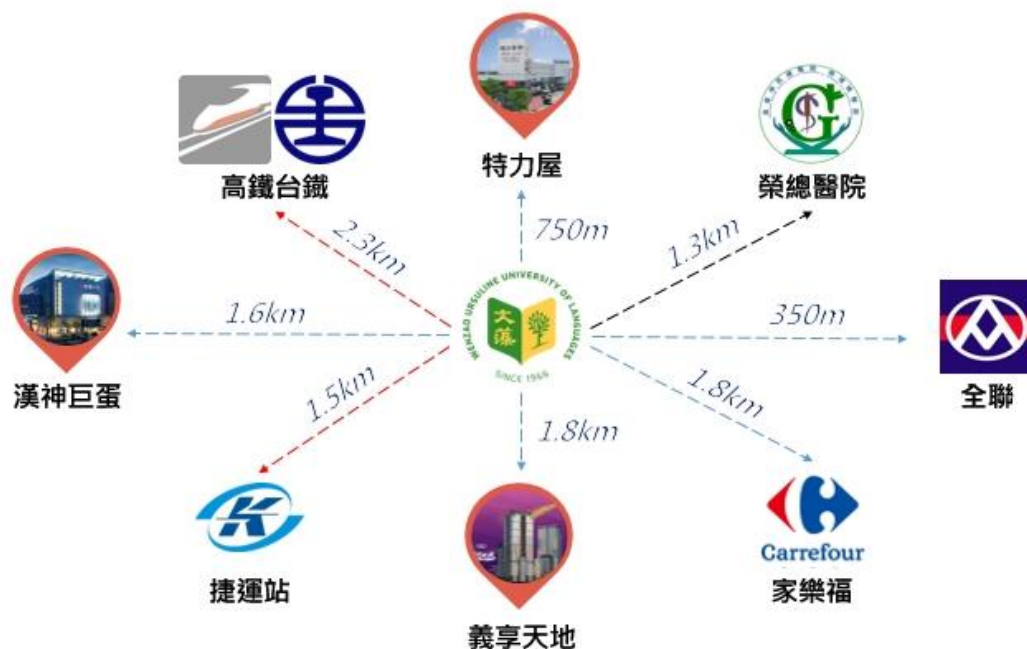 特力屋
高鐵台鐵
榮總醫院
2.3km
750m
1.3km
漢神巨蛋
1.6km
WENZAO URSULINE UNIVERSITY OF LANGUAGES
文藻
SINCE 1966
350m
全聯
1.5km
1.8km
1.8km
捷運站
義享天地
Carrefour
家樂福